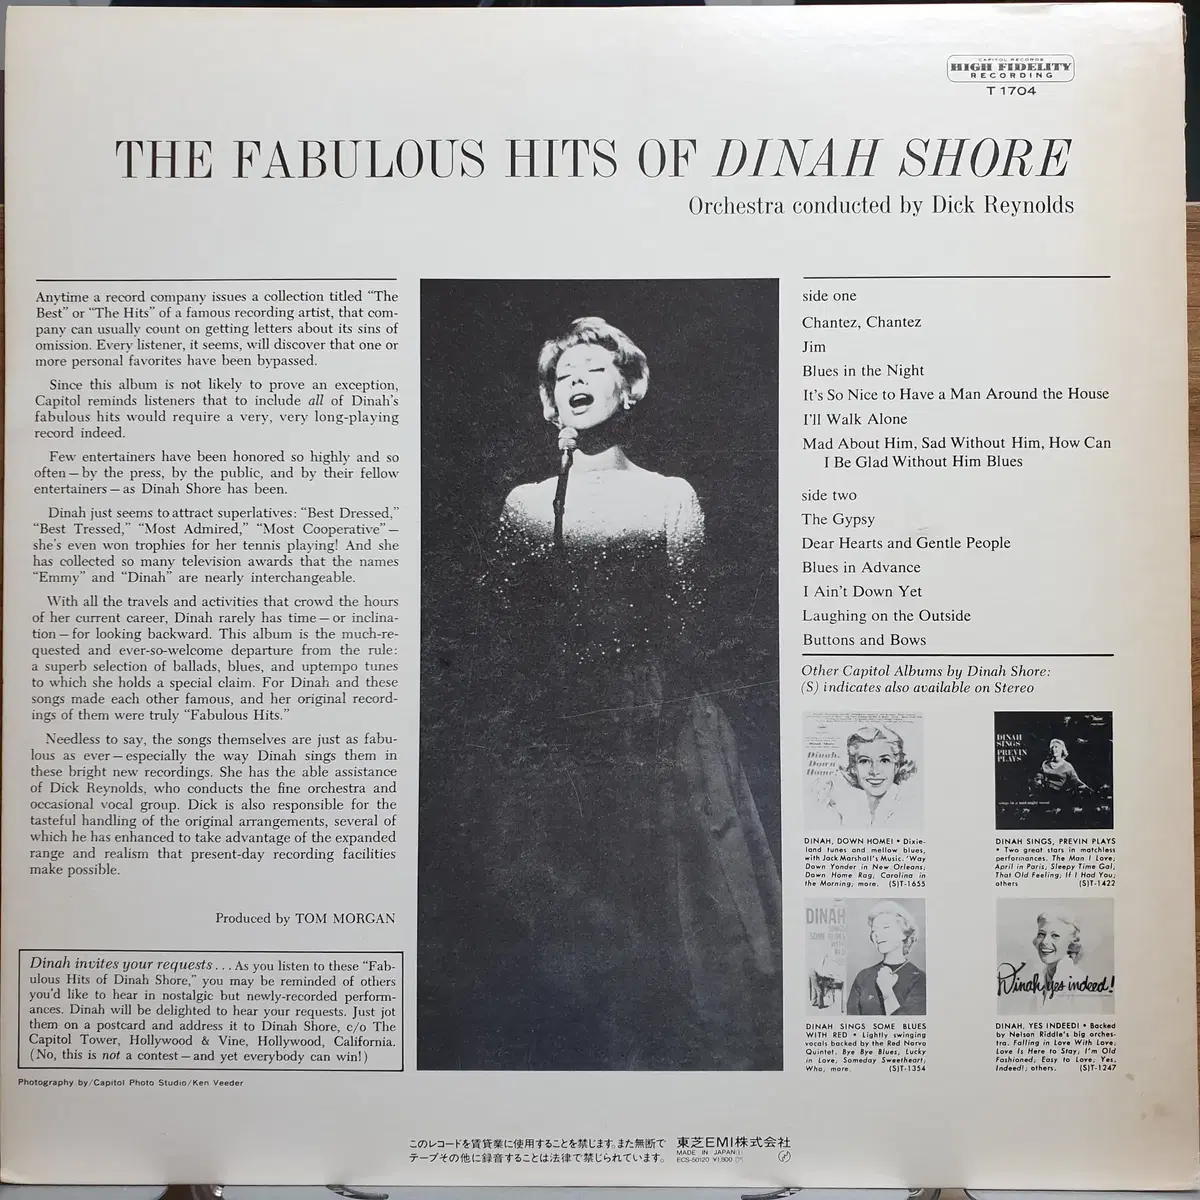 CAPITOL RECORDS
HIGH FIDELITY
RECORDING
T 1704
THE FABULOUS HITS OF DINAH SHORE
Orchestra conducted by Dick Reynolds
Anytime a record company issues a collection titled “The
Best” or “The Hits” of a famous recording artist, that com-
pany can usually count on getting letters about its sins of
omission. Every listener, it seems, will discover that one or
more personal favorites have been bypassed.
Since this album is not likely to prove an exception,
Capitol reminds listeners that to include all of Dinah’s
fabulous hits would require a very, very long-playing
record indeed.
Few entertainers have been honored so highly and so
often—by the press, by the public, and by their fellow
entertainers—as Dinah Shore has been.
Dinah just seems to attract superlatives: “Best Dressed,”
“Best Tressed,” “Most Admired,” “Most Cooperative”—
she’s even won trophies for her tennis playing! And she
has collected so many television awards that the names
“Emmy” and “Dinah” are nearly interchangeable.
With all the travels and activities that crowd the hours
of her current career, Dinah rarely has time—or inclina-
tion—for looking backward. This album is the much-re-
quested and ever-so-welcome departure from the rule:
a superb selection of ballads, blues, and uptempo tunes
to which she holds a special claim. For Dinah and these
songs made each other famous, and her original record-
ings of them were truly “Fabulous Hits.”
Needless to say, the songs themselves are just as fabu-
lous as ever—especially the way Dinah sings them in
these bright new recordings. She has the able assistance
of Dick Reynolds, who conducts the fine orchestra and
occasional vocal group. Dick is also responsible for the
tasteful handling of the original arrangements, several of
which he has enhanced to take advantage of the expanded
range and realism that present-day recording facilities
make possible.
Produced by TOM MORGAN
Dinah invites your requests . . . As you listen to these “Fab-
ulous Hits of Dinah Shore,” you may be reminded of others
you’d like to hear in nostalgic but newly-recorded perform-
ances. Dinah will be delighted to hear your requests. Just jot
them on a postcard and address it to Dinah Shore, c/o The
Capitol Tower, Hollywood & Vine, Hollywood, California.
(No, this is not a contest—and yet everybody can win!)
Photography by/Capitol Photo Studio/Ken Veeder
side one
Chantez, Chantez
Jim
Blues in the Night
It’s So Nice to Have a Man Around the House
I’ll Walk Alone
Mad About Him, Sad Without Him, How Can
I Be Glad Without Him Blues
side two
The Gypsy
Dear Hearts and Gentle People
Blues in Advance
I Ain’t Down Yet
Laughing on the Outside
Buttons and Bows
Other Capitol Albums by Dinah Shore:
(S) indicates also available on Stereo
Dinah,
Down
Home!
DINAH, DOWN HOME! • Dixie-
land tunes and mellow blues,
with Jack Marshall’s Music. ’Way
Down Yonder in New Orleans;
Down Home Rag, Carolina in
the Morning; more. (S)T-1655
DINAH
SINGS
PREVIN
PLAYS
songs in a mid-night mood
DINAH SINGS, PREVIN PLAYS
• Two great stars in matchless
performances. The Man I Love;
April in Paris, Sleepy Time Gal,
That Old Feeling; If I Had You;
others (S)T-1422
DINAH
SINGS
SOME BLUES
WITH
RED
DINAH SINGS SOME BLUES
WITH RED • Lightly swinging
vocals backed by the Red Norvo
Quintet. Bye Bye Blues, Lucky
in Love, Someday Sweetheart;
Who, more. (S)T-1354
Dinah, yes indeed!
DINAH, YES INDEED! • Backed
by Nelson Riddle’s big orches-
tra. Falling in Love With Love;
Love Is Here to Stay; I’m Old
Fashioned; Easy to Love; Yes,
Indeed!; others. (S)T-1247
このレコードを賃貸業に使用することを禁じます。また無断で
テープその他に録音することは法律で禁じられています。
東芝EMI株式会社
MADE IN JAPAN
ECS-50120 ¥1,800